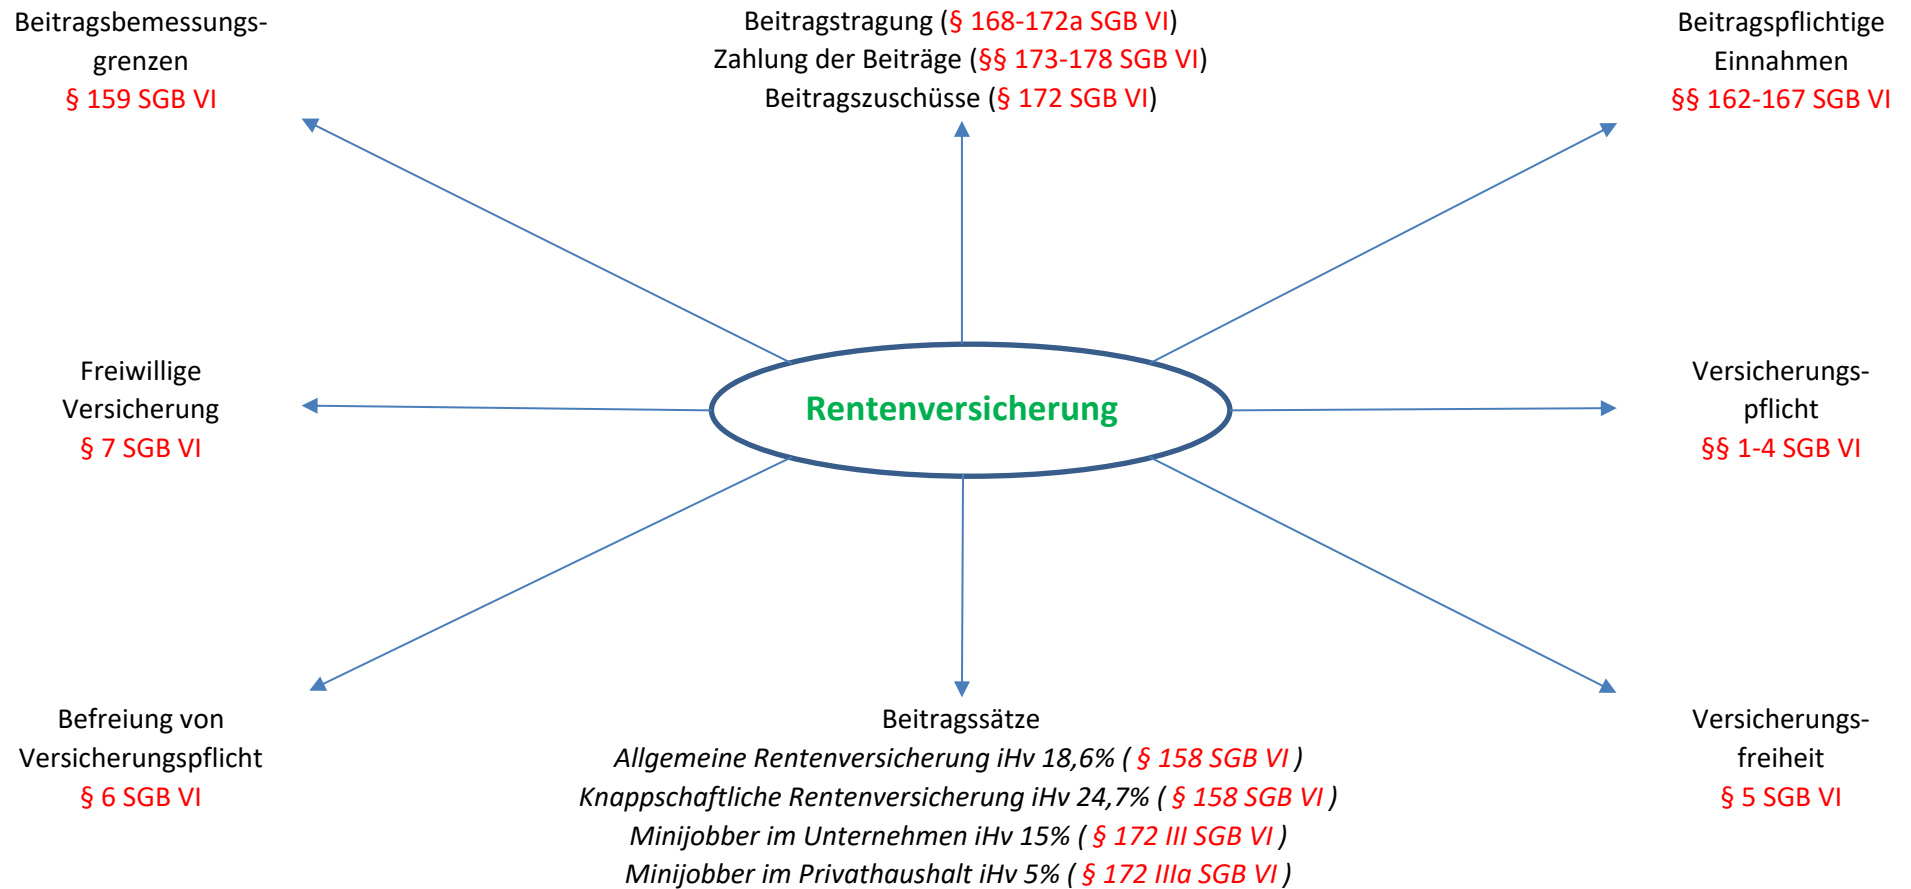 Beitragsbemessungs-
grenzen
§ 159 SGB VI
Beitragstragung (§ 168-172a SGB VI)
Zahlung der Beiträge (§§ 173-178 SGB VI)
Beitragszuschüsse (§ 172 SGB VI)
Beitragspflichtige
Einnahmen
§§ 162-167 SGB VI
Freiwillige
Versicherung
§ 7 SGB VI
Rentenversicherung
Versicherungs-
pflicht
§§ 1-4 SGB VI
Befreiung von
Versicherungspflicht
§ 6 SGB VI
Beitragssätze
Allgemeine Rentenversicherung iHv 18,6% ( § 158 SGB VI )
Knappschaftliche Rentenversicherung iHv 24,7% ( § 158 SGB VI )
Minijobber im Unternehmen iHv 15% ( § 172 III SGB VI )
Minijobber im Privathaushalt iHv 5% ( § 172 IIIa SGB VI )
Versicherungs-
freiheit
§ 5 SGB VI